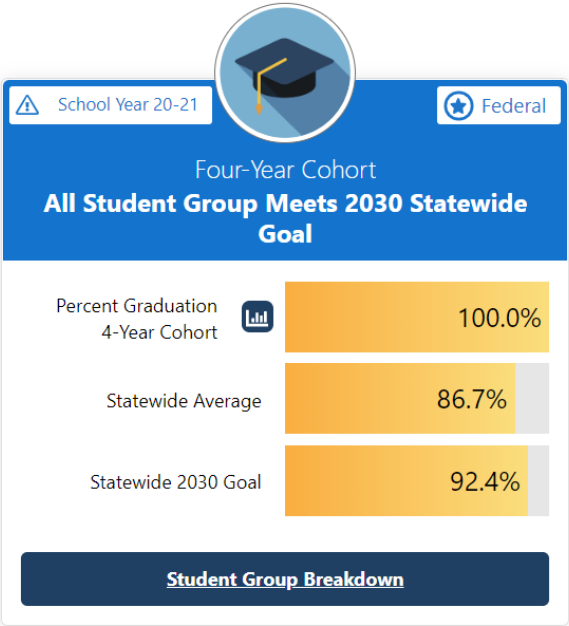 School Year 20-21
Federal
Four-Year Cohort
All Student Group Meets 2030 Statewide
Goal
Percent Graduation
4-Year Cohort
100.0%
Statewide Average
86.7%
Statewide 2030 Goal
92.4%
Student Group Breakdown